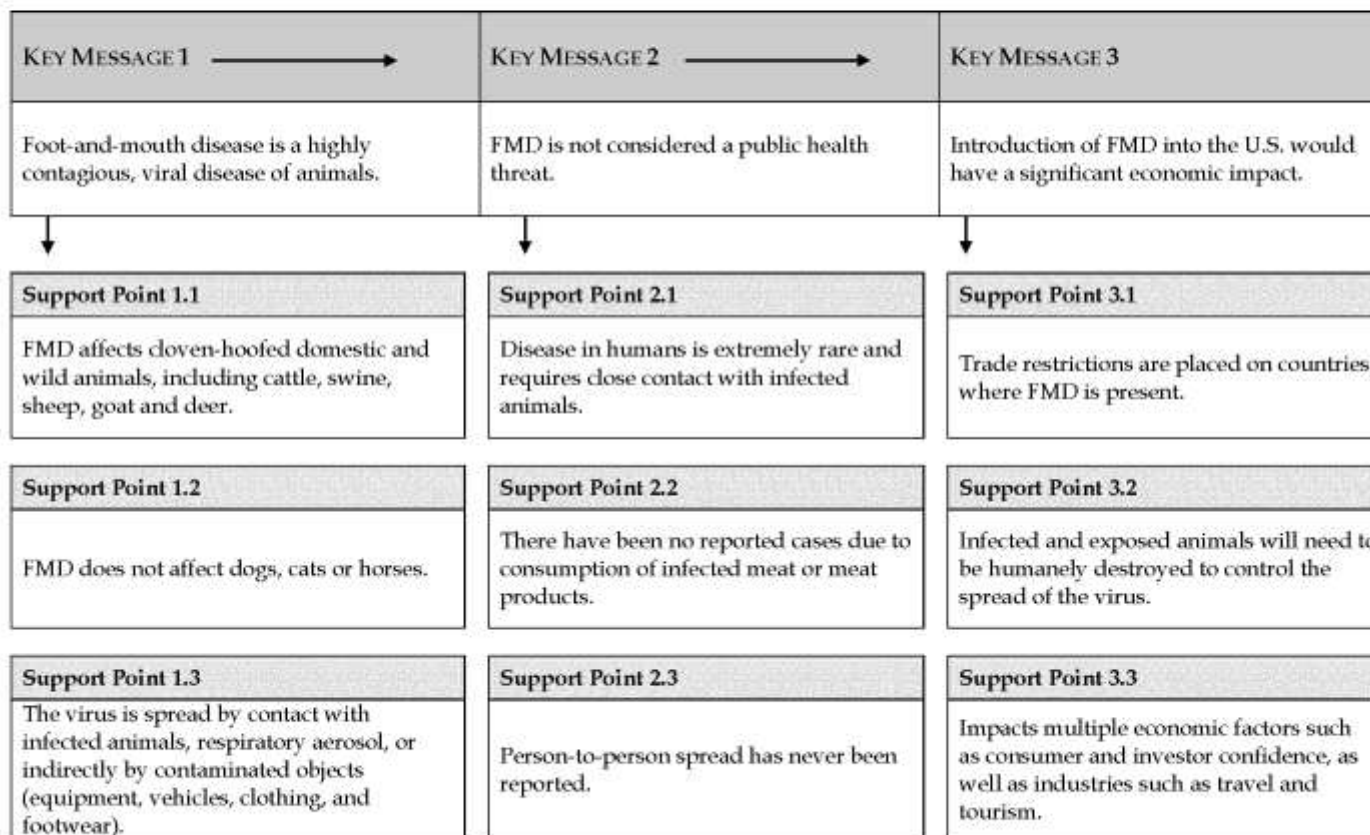 KEY MESSAGE 1
KEY MESSAGE 2
KEY MESSAGE 3
Foot-and-mouth disease is a highly
contagious, viral disease of animals.
FMD is not considered a public health
threat.
Introduction of FMD into the U.S. would
have a significant economic impact.
Support Point 1.1
FMD affects cloven-hoofed domestic and
wild animals, including cattle, swine,
sheep, goat and deer.
Support Point 2.1
Disease in humans is extremely rare and
requires close contact with infected
animals.
Support Point 3.1
Trade restrictions are placed on countries
where FMD is present.
Support Point 1.2
FMD does not affect dogs, cats or horses.
Support Point 2.2
There have been no reported cases due to
consumption of infected meat or meat
products.
Support Point 3.2
Infected and exposed animals will need to
be humanely destroyed to control the
spread of the virus.
Support Point 1.3
The virus is spread by contact with
infected animals, respiratory aerosol, or
indirectly by contaminated objects
(equipment, vehicles, clothing, and
footwear).
Support Point 2.3
Person-to-person spread has never been
reported.
Support Point 3.3
Impacts multiple economic factors such
as consumer and investor confidence, as
well as industries such as travel and
tourism.